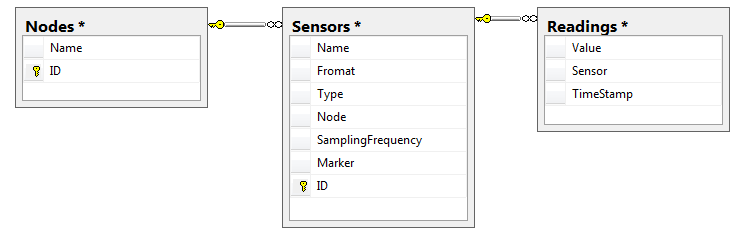 Nodes *
Name
ID
Sensors *
Name
Fromat
Type
Node
SamplingFrequency
Marker
ID
Readings *
Value
Sensor
TimeStamp